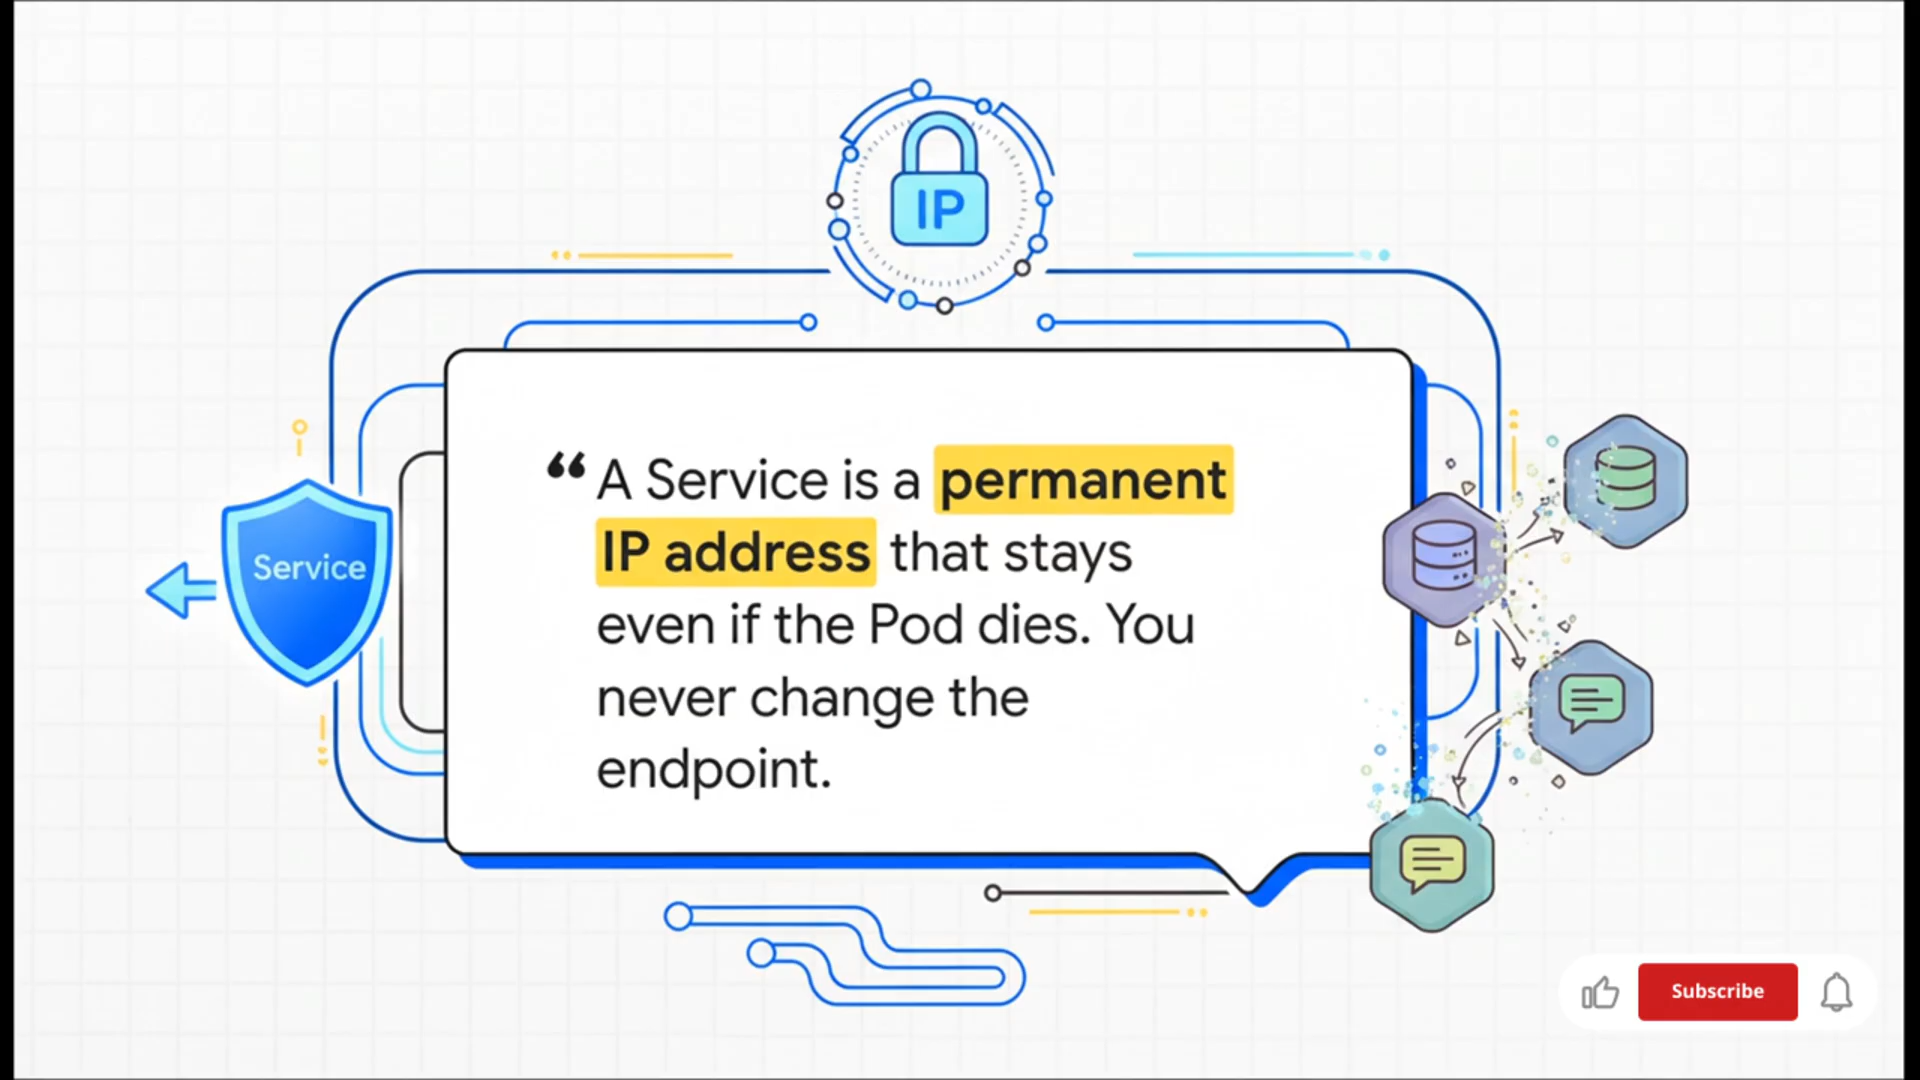 IP
“A Service is a permanent
IP address that stays
even if the Pod dies. You
never change the
endpoint.
Service
Subscribe